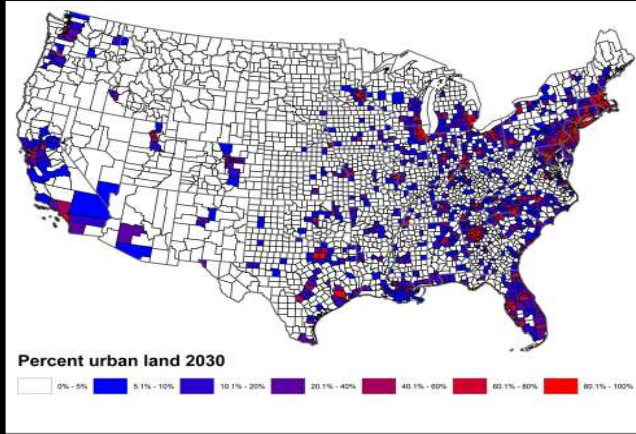 Percent urban land 2030
0% - 5% 5.1% - 10% 10.1% - 20% 20.1% - 40% 40.1% - 60% 60.1% - 80% 80.1% - 100%